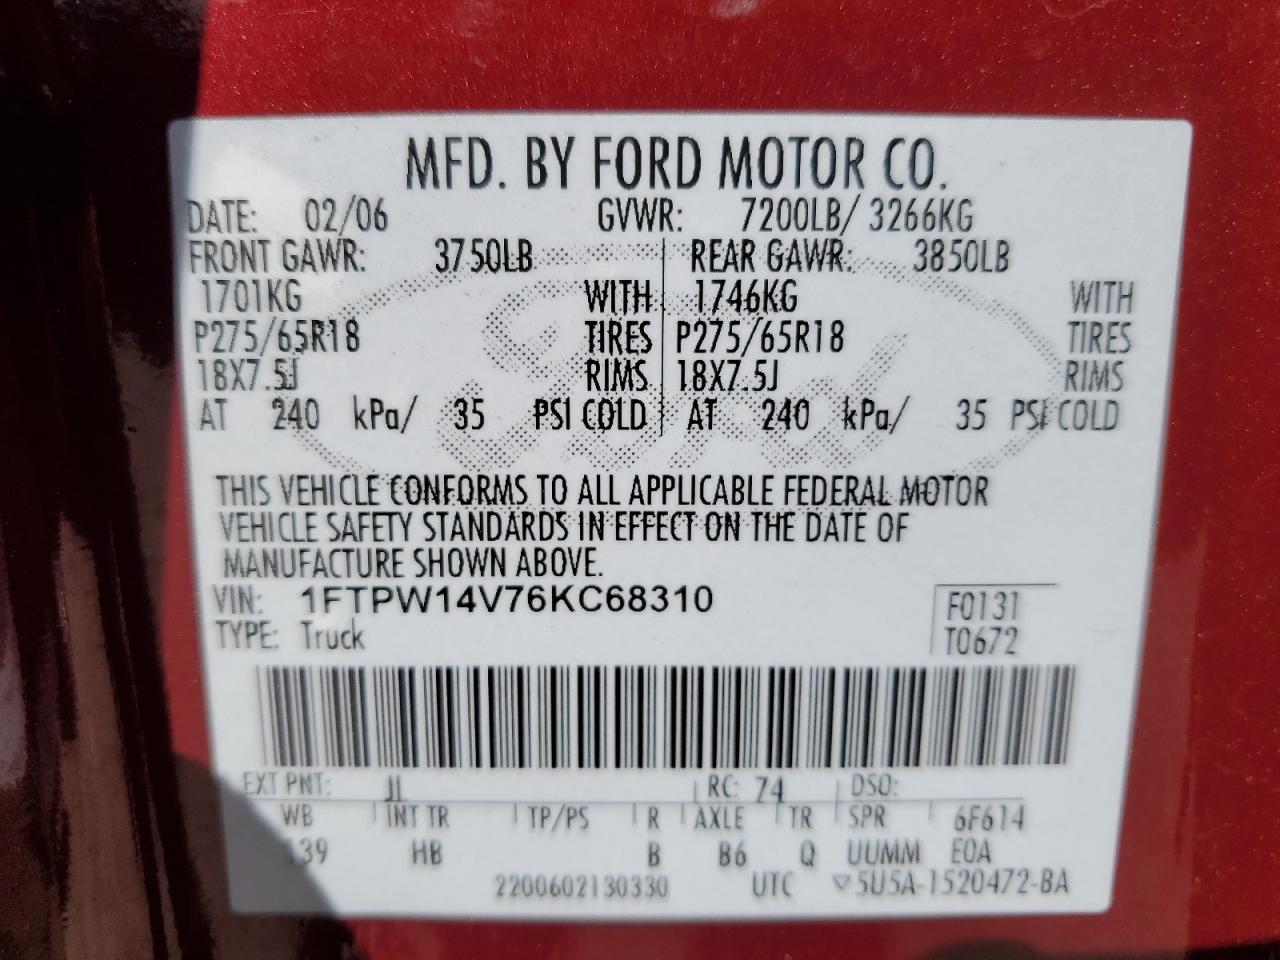 MFD. BY FORD MOTOR CO.
DATE: 02/06 GVWR: 7200LB/ 3266KG
FRONT GAWR: 3750LB REAR GAWR: 3850LB
1701KG WITH 1746KG WITH
P275/65R18 TIRES P275/65R18 TIRES
18X7.5J RIMS 18X7.5J RIMS
AT 240 kPa/ 35 PSI COLD AT 240 kPa/ 35 PSI COLD
THIS VEHICLE CONFORMS TO ALL APPLICABLE FEDERAL MOTOR
VEHICLE SAFETY STANDARDS IN EFFECT ON THE DATE OF
MANUFACTURE SHOWN ABOVE.
VIN: 1FTPW14V76KC68310 F0131
TYPE: Truck T0672
EXT PNT: JL RC: 74 DSO:
WB INT TR TP/PS R AXLE TR SPR 6F614
139 HB B B6 Q UUMM EOA
2200602130330 UTC ▽5U5A-1520472-BA